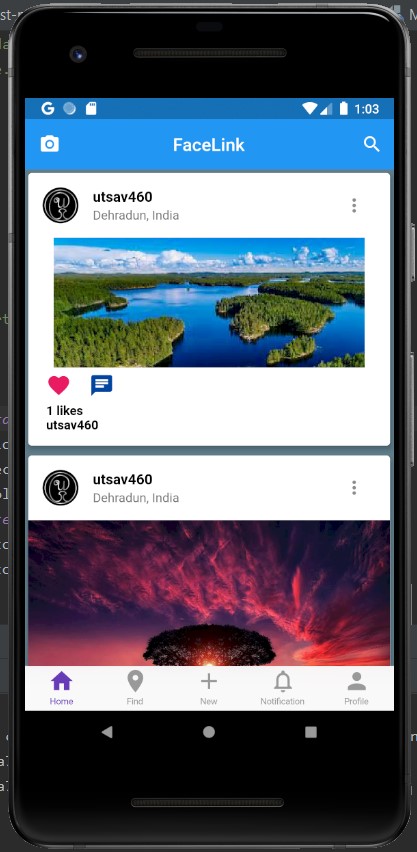 1:03
FaceLink
utsav460
Dehradun, India
1 likes
utsav460
utsav460
Dehradun, India
Home Find New Notification Profile